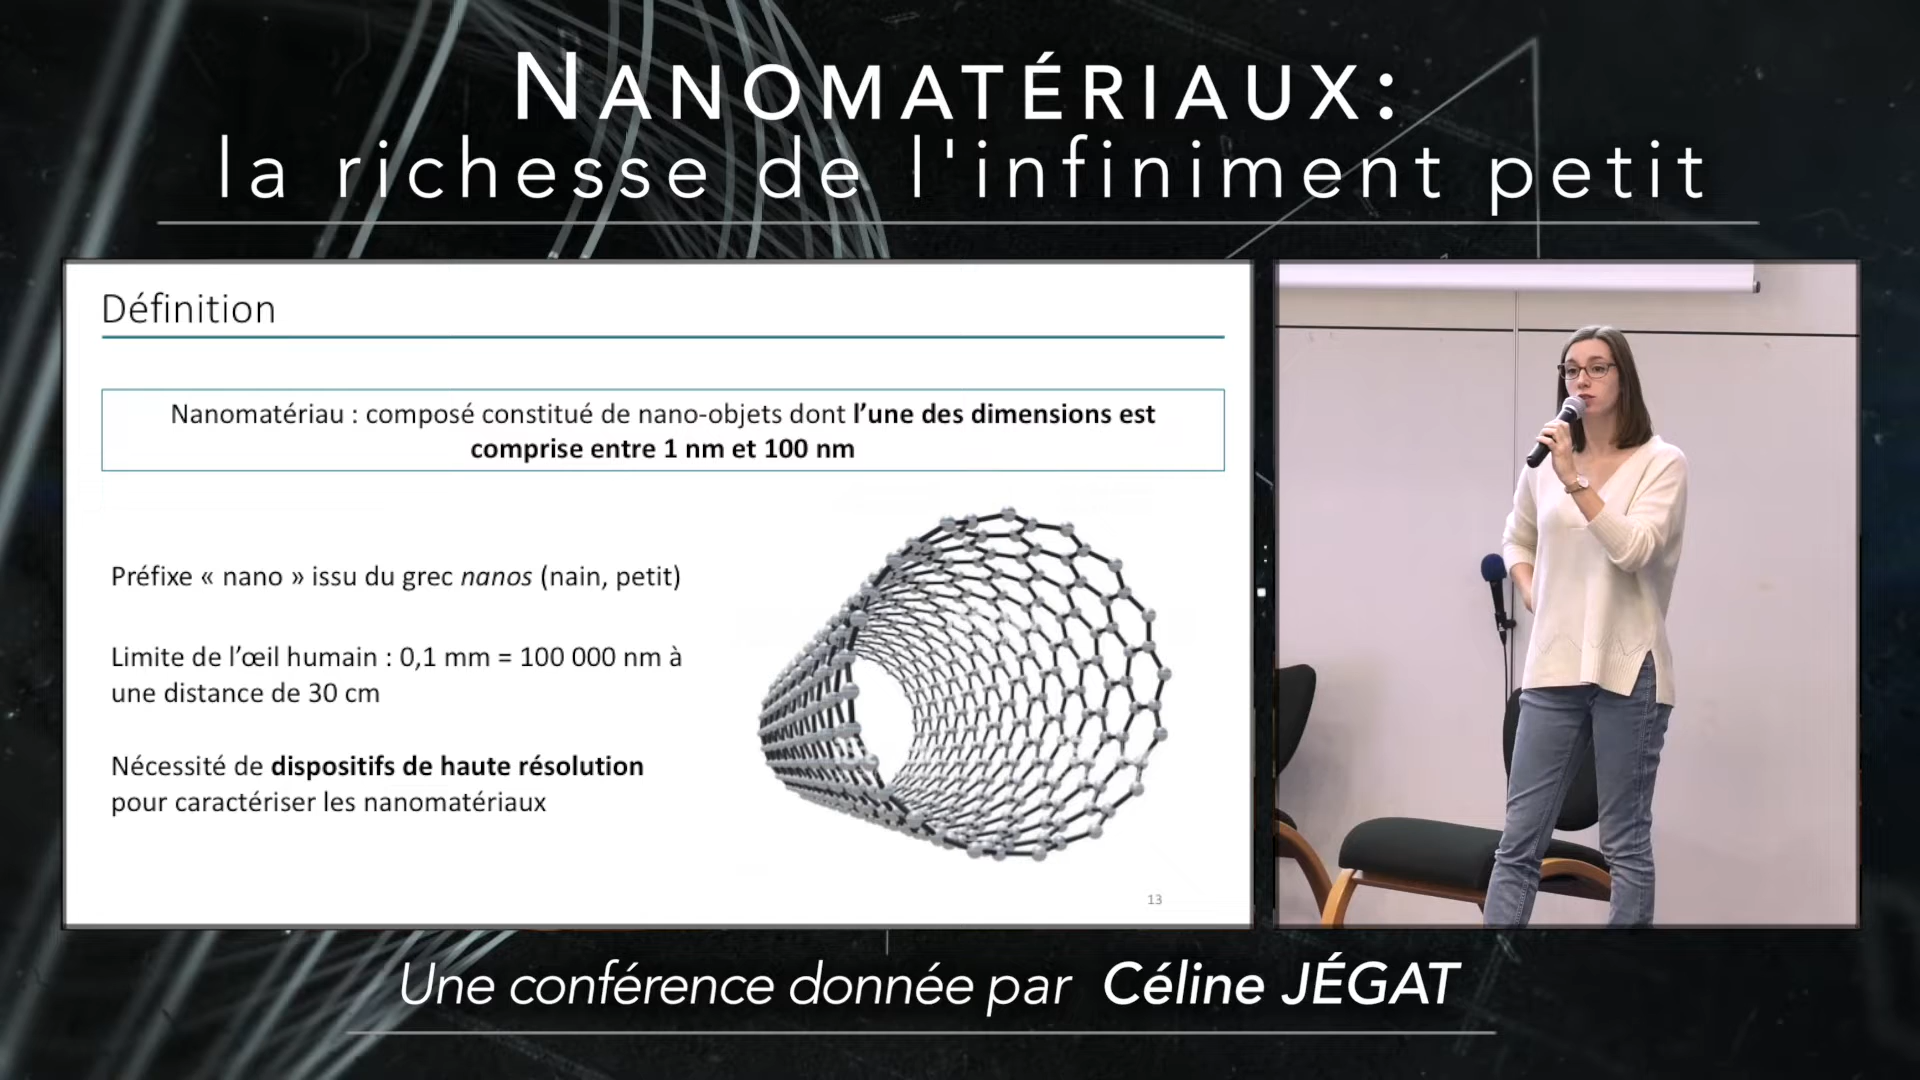 NANOMATÉRIAUX:
la richesse de l'infiniment petit
Définition
Nanomatériau : composé constitué de nano-objets dont l’une des dimensions est
comprise entre 1 nm et 100 nm
Préfixe « nano » issu du grec nanos (nain, petit)
Limite de l’œil humain : 0,1 mm = 100 000 nm à
une distance de 30 cm
Nécessité de dispositifs de haute résolution
pour caractériser les nanomatériaux
13
Une conférence donnée par Céline JÉGAT